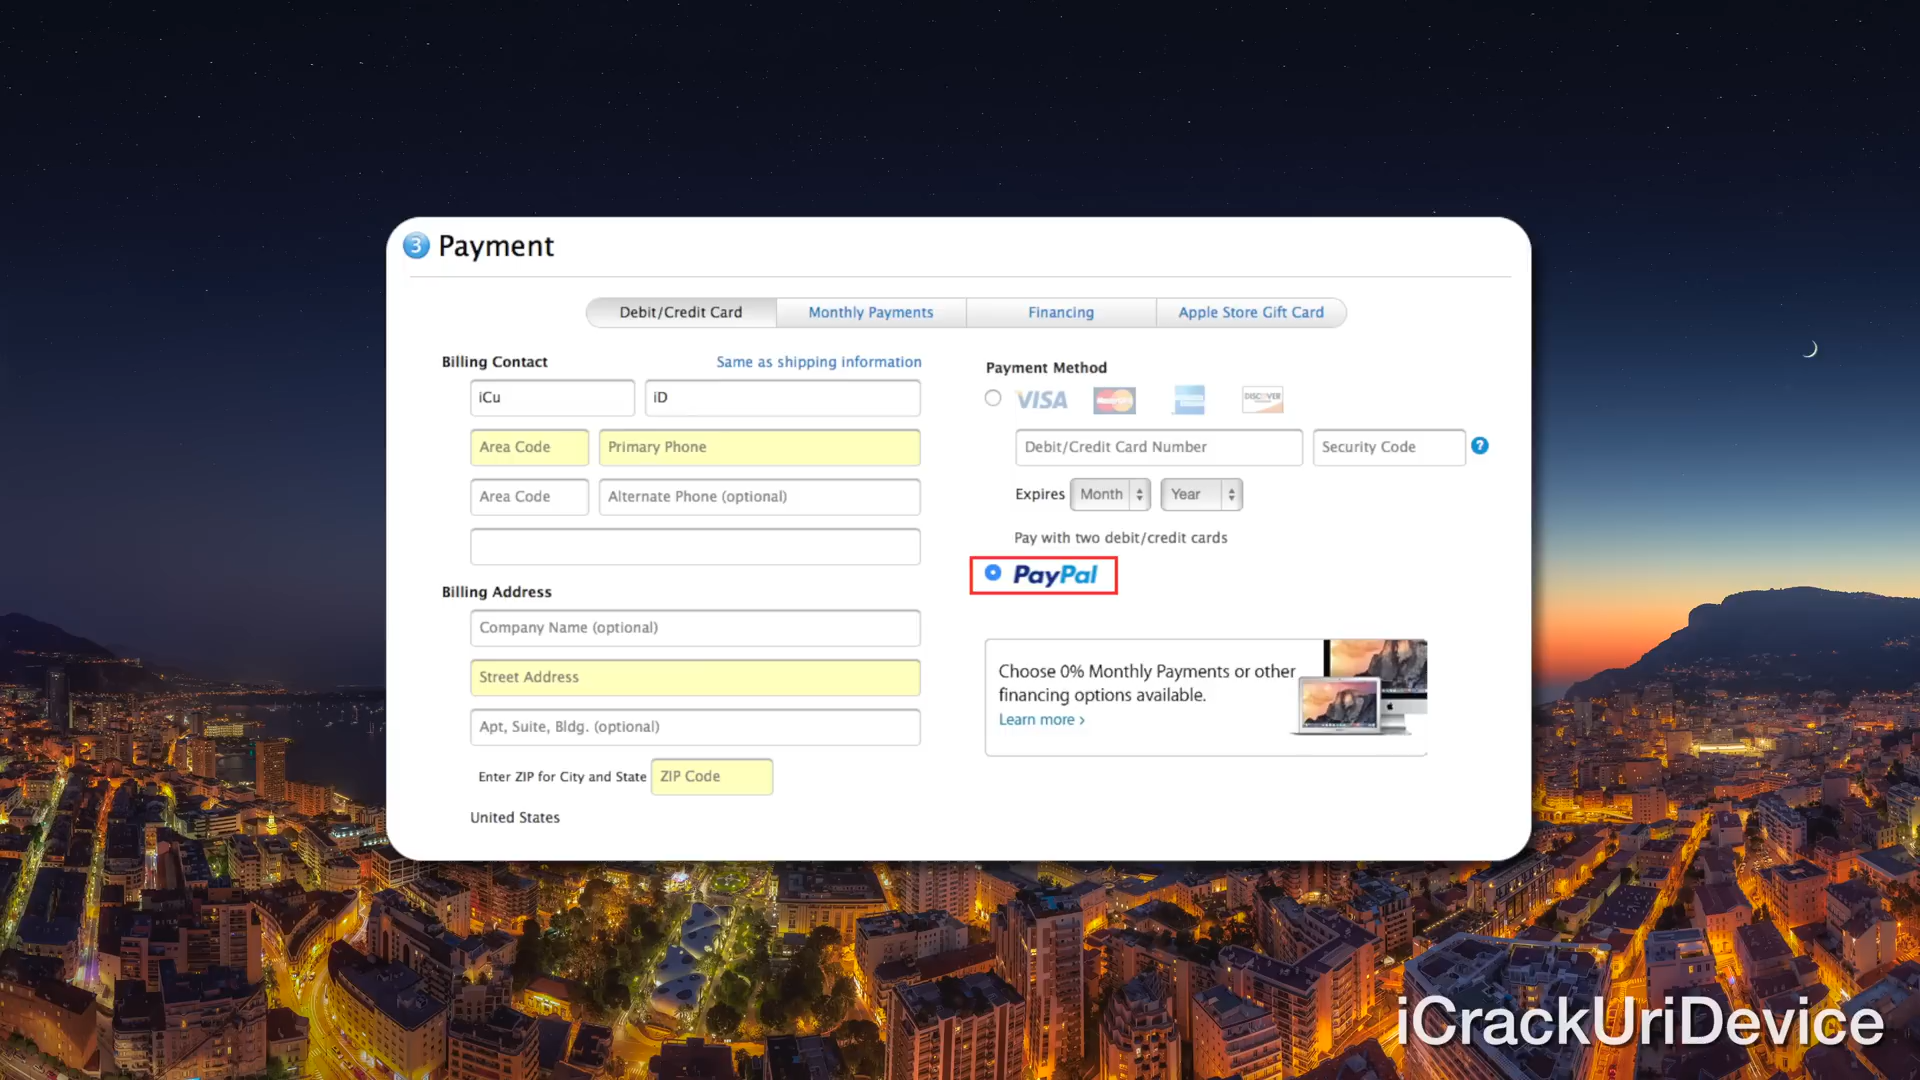 3 Payment
Debit/Credit Card Monthly Payments Financing Apple Store Gift Card
Billing Contact Same as shipping information
iCu iD
Area Code Primary Phone
Area Code Alternate Phone (optional)
Billing Address
Company Name (optional)
Street Address
Apt, Suite, Bldg. (optional)
Enter ZIP for City and State ZIP Code
United States
Payment Method
VISA MasterCard DISCOVER
Debit/Credit Card Number Security Code ?
Expires Month Year
Pay with two debit/credit cards
PayPal
Choose 0% Monthly Payments or other
financing options available.
Learn more ›
iCrackUriDevice